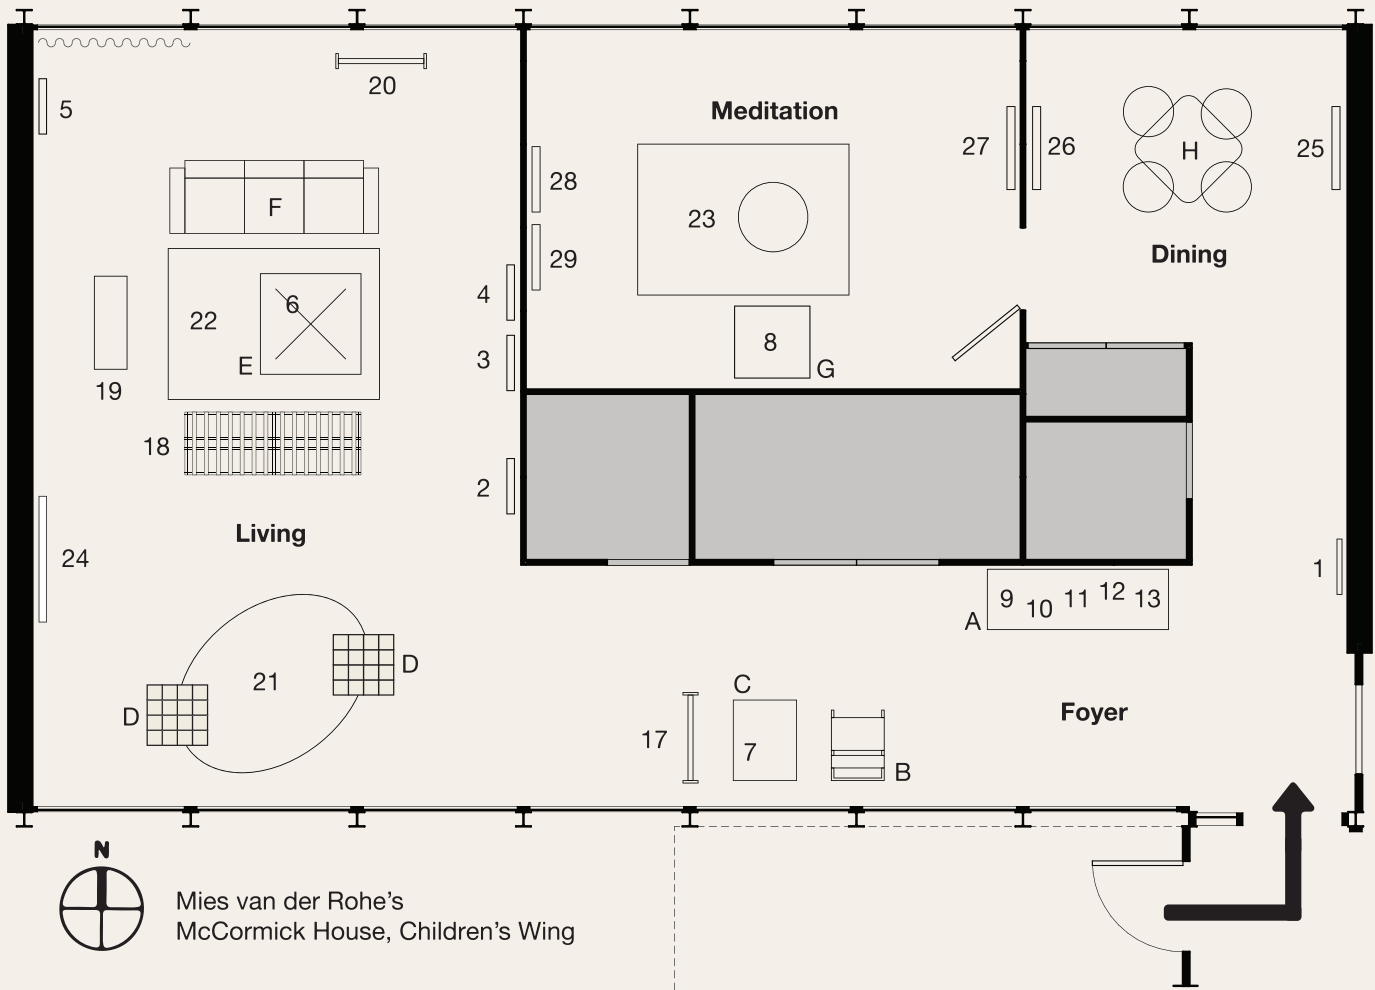 20
5
Meditation
27
26
H
25
28
F
23
29
Dining
4
6
22
E
3
8
G
19
18
2
Living
24
1
9 10 11 12 13
A
21
D
D
C
17
7
B
Foyer
N
Mies van der Rohe’s
McCormick House, Children’s Wing